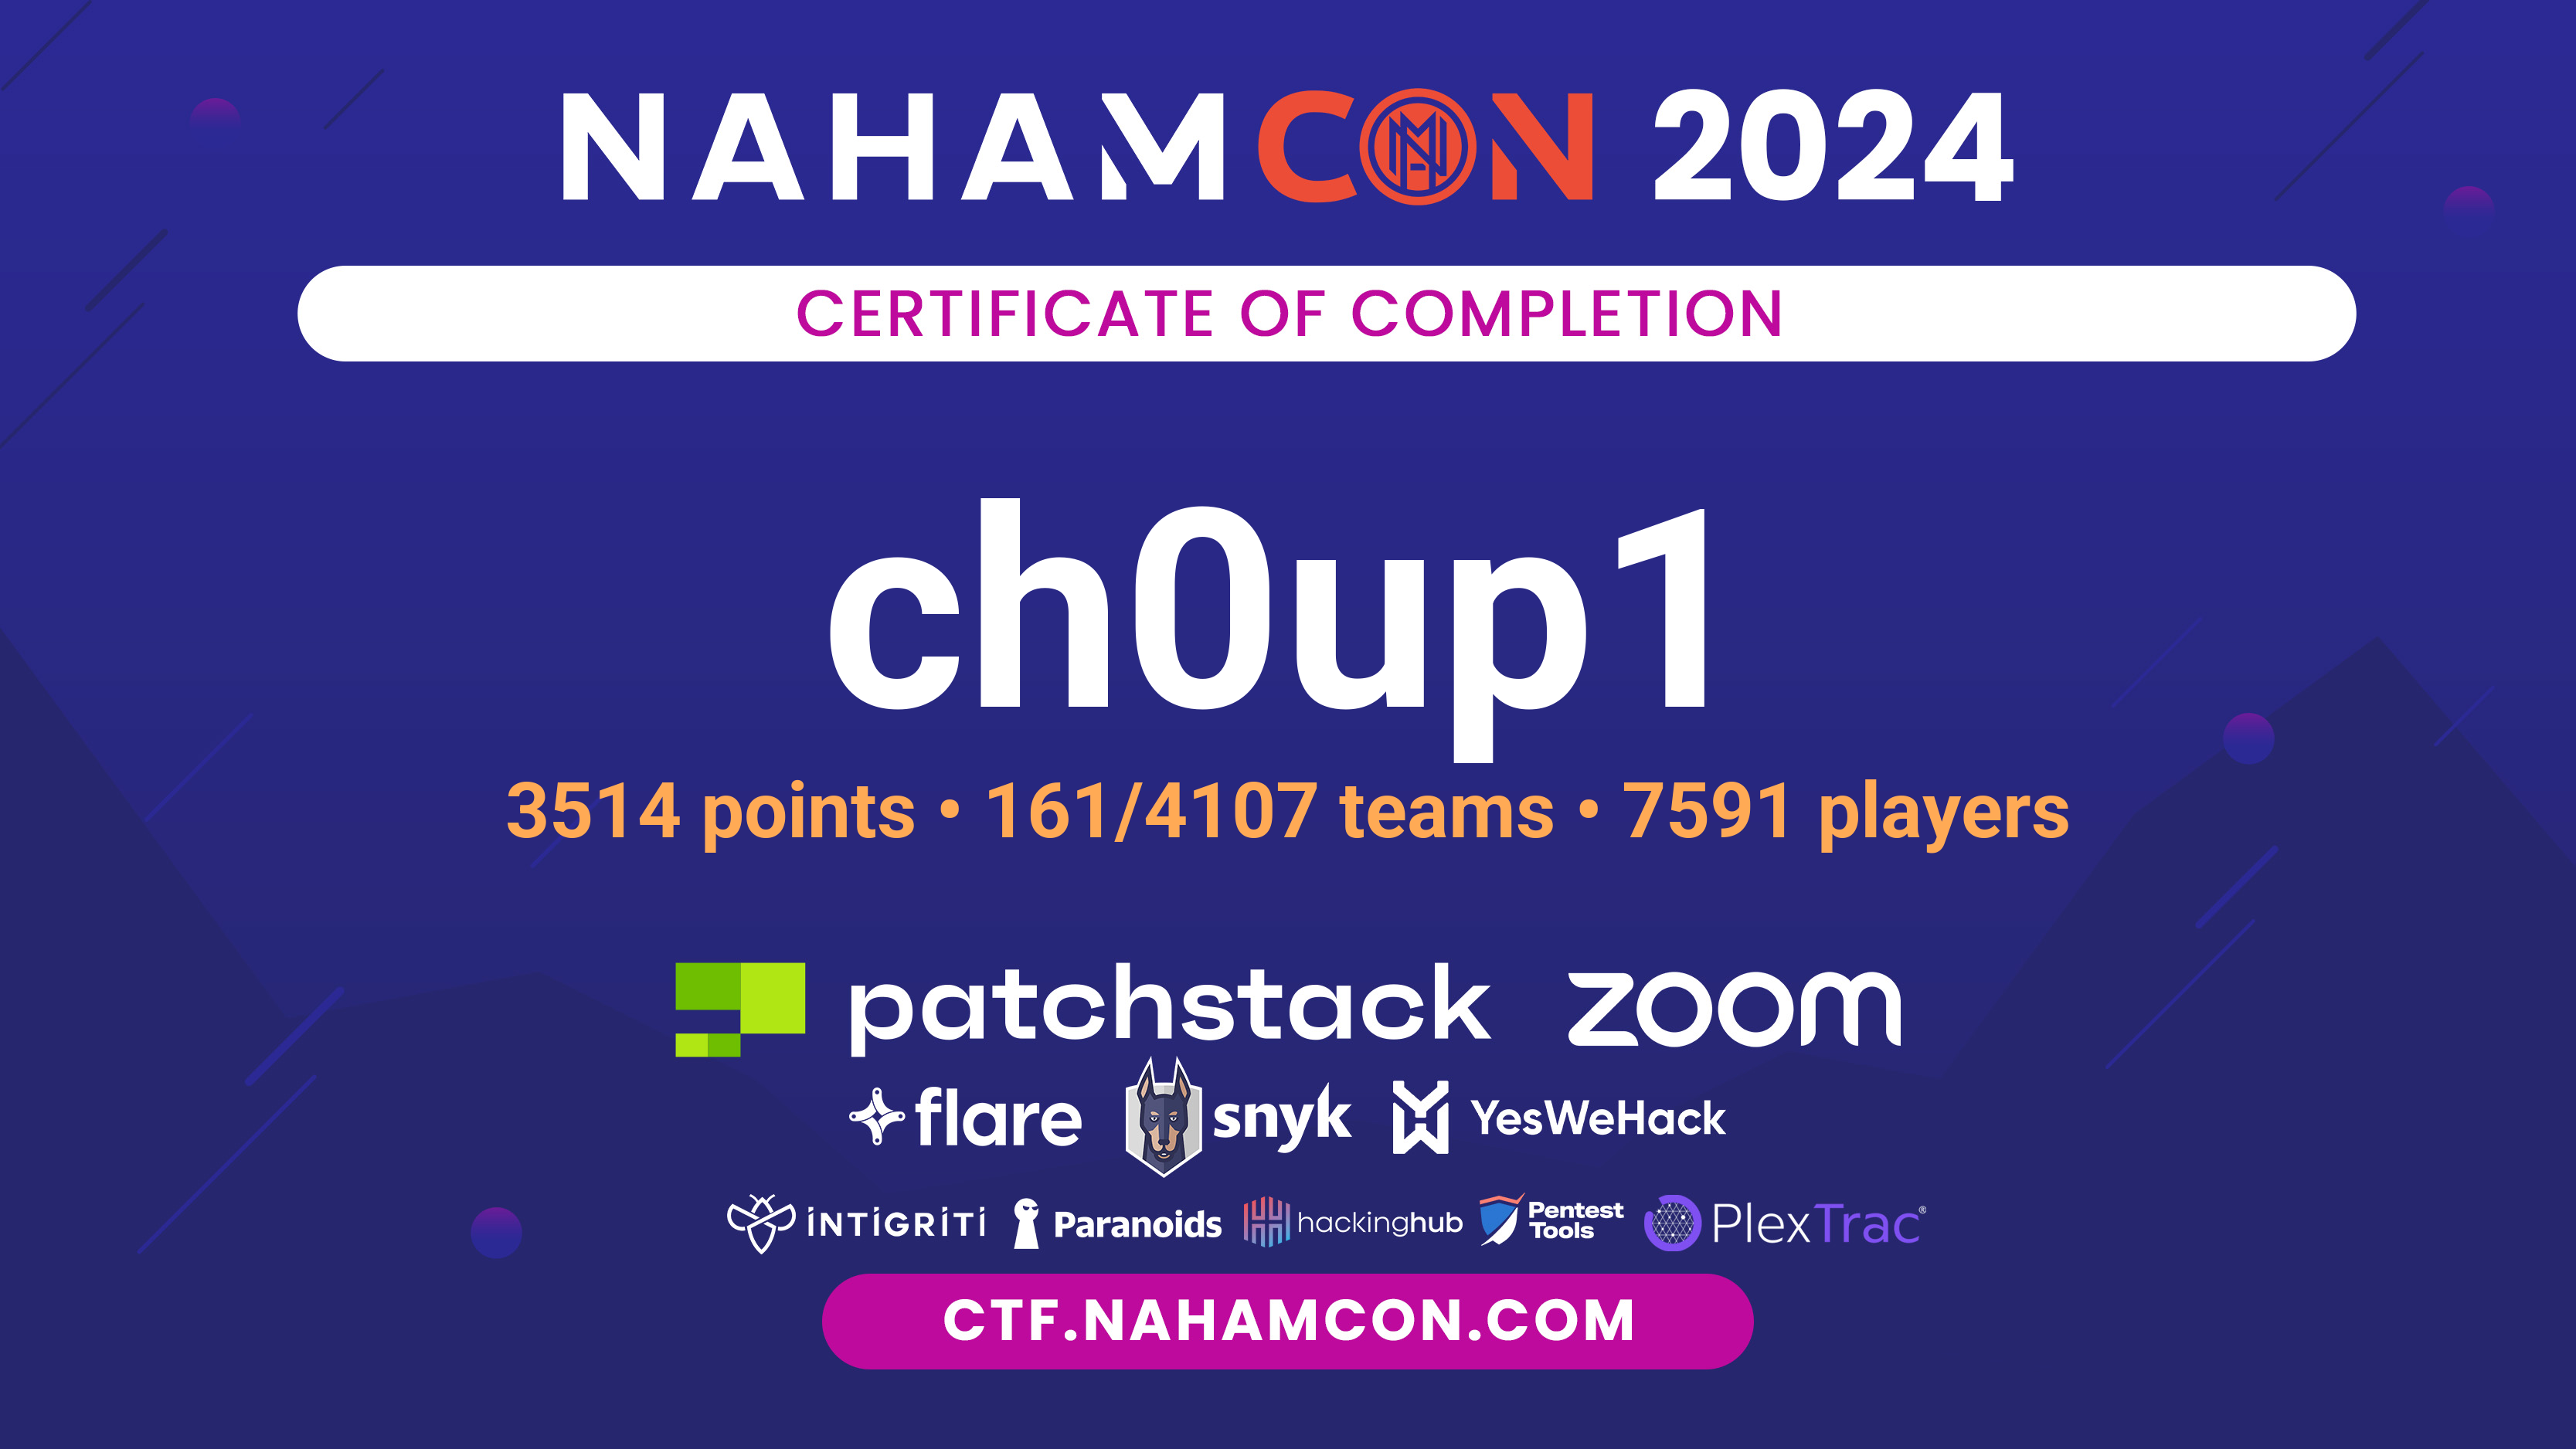 NAHAMCON 2024
CERTIFICATE OF COMPLETION
ch0up1
3514 points • 161/4107 teams • 7591 players
patchstack zoom
flare snyk YesWeHack
INTIGRITI Paranoids hackinghub Pentest Tools PlexTrac®
CTF.NAHAMCON.COM